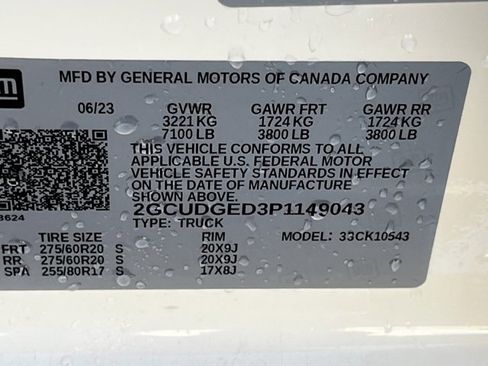 gm
MFD BY GENERAL MOTORS OF CANADA COMPANY
06/23 GVWR GAWR FRT GAWR RR
3221 KG 1724 KG 1724 KG
7100 LB 3800 LB 3800 LB
THIS VEHICLE CONFORMS TO ALL
APPLICABLE U.S. FEDERAL MOTOR
VEHICLE SAFETY STANDARDS IN EFFECT
ON THE DATE OF MANUFACTURE
SHOWN ABOVE.
2GCUDGED3P1149043
TYPE: TRUCK MODEL: 33CK10543
3624
TIRE SIZE RIM
FRT 275/60R20 S 20X9J
RR 275/60R20 S 20X9J
SPA 255/80R17 S 17X8J